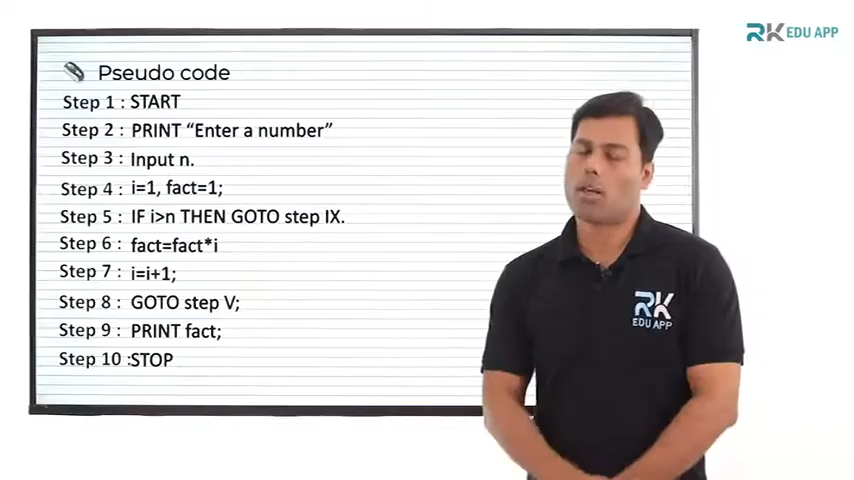 RK EDU APP
Pseudo code
Step 1 : START
Step 2 : PRINT “Enter a number”
Step 3 : Input n.
Step 4 : i=1, fact=1;
Step 5 : IF i>n THEN GOTO step IX.
Step 6 : fact=fact*i
Step 7 : i=i+1;
Step 8 : GOTO step V;
Step 9 : PRINT fact;
Step 10 :STOP
RK
EDU APP